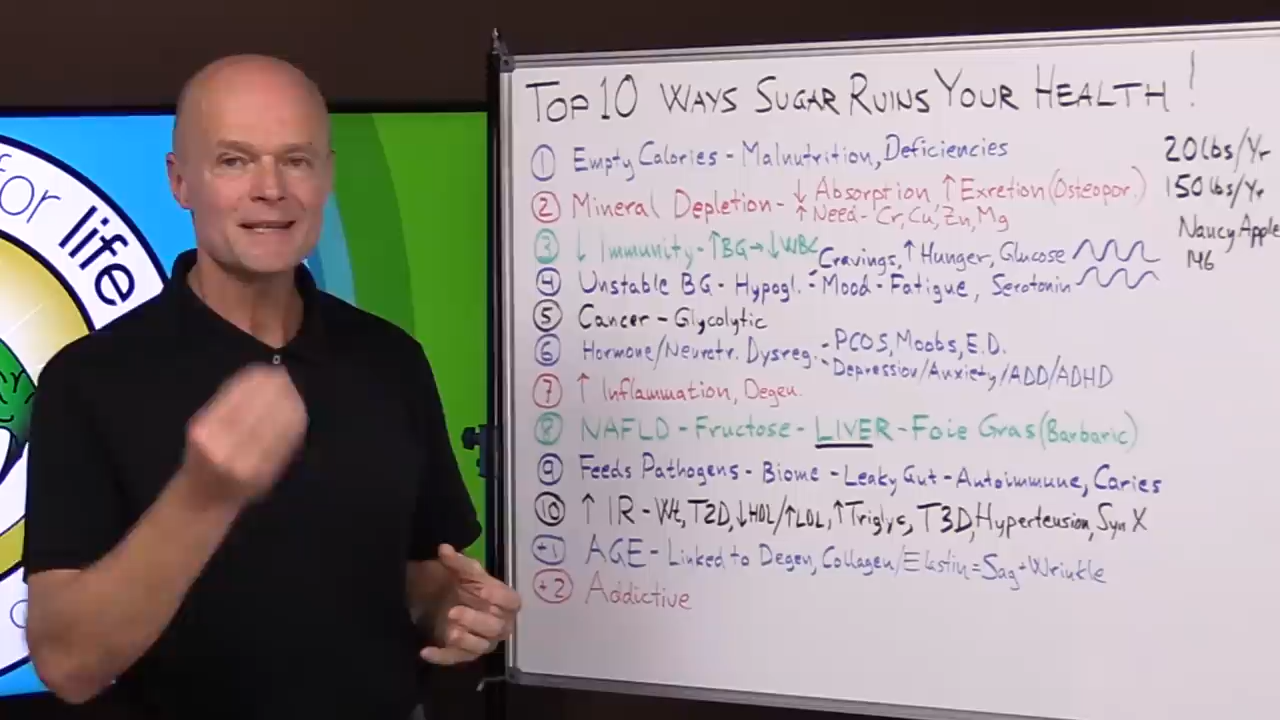 for life
TOP 10 WAYS SUGAR RUINS YOUR HEALTH!
20 lbs/Yr
150 lbs/Yr
Nancy Apple
146
① Empty Calories - Malnutrition, Deficiencies
② Mineral Depletion - ↓ Absorption, ↑ Exretion (Osteopor.)
↑ Need - Cr, Cu, Zn, Mg
③ ↓ Immunity - ↑BG → ↓WBC
Cravings, ↑ Hunger, Glucose
④ Unstable BG - Hypogl. - Mood - Fatigue, Serotonin
⑤ Cancer - Glycolytic
⑥ Hormone/Neurotr. Dysreg. - PCOS, Moobs, E.D.
- Depression/Anxiety/ADD/ADHD
⑦ ↑ Inflammation, Degen.
⑧ NAFLD - Fructose - LIVER - Foie Gras (Barbaric)
⑨ Feeds Pathogens - Biome - Leaky Gut - Autoimmune, Caries
⑩ ↑ IR - Wt, T2D, ↓HDL/↑LDL, ↑Triglys, T3D, Hypertension, Syn X
+1 AGE - Linked to Degen, Collagen/Elastin = Sag + Wrinkle
+2 Addictive